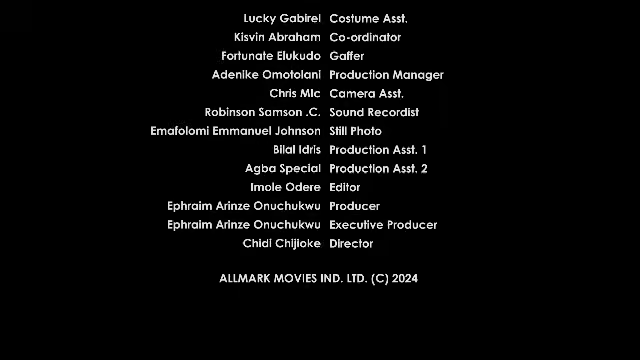 Lucky Gabirel Costume Asst.
Kisvin Abraham Co-ordinator
Fortunate Elukudo Gaffer
Adenike Omotolani Production Manager
Chris MIc Camera Asst.
Robinson Samson .C. Sound Recordist
Emafolomi Emmanuel Johnson Still Photo
Bilal Idris Production Asst. 1
Agba Special Production Asst. 2
Imole Odere Editor
Ephraim Arinze Onuchukwu Producer
Ephraim Arinze Onuchukwu Executive Producer
Chidi Chijioke Director
ALLMARK MOVIES IND. LTD. (C) 2024